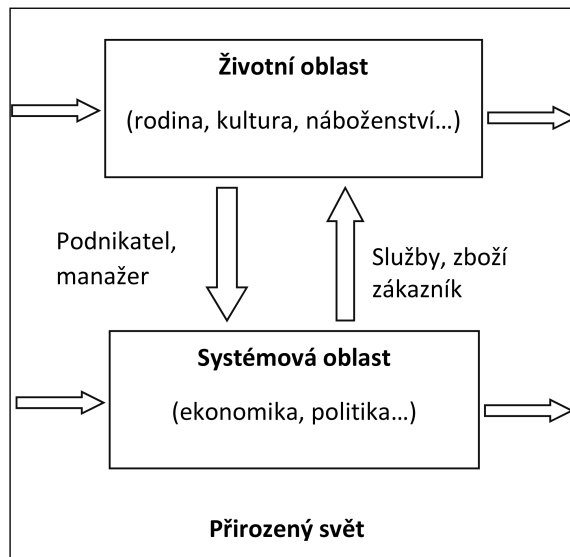 Životní oblast
(rodina, kultura, náboženství...)
Podnikatel,
manažer
Služby, zboží
zákazník
Systémová oblast
(ekonomika, politika...)
Přirozený svět